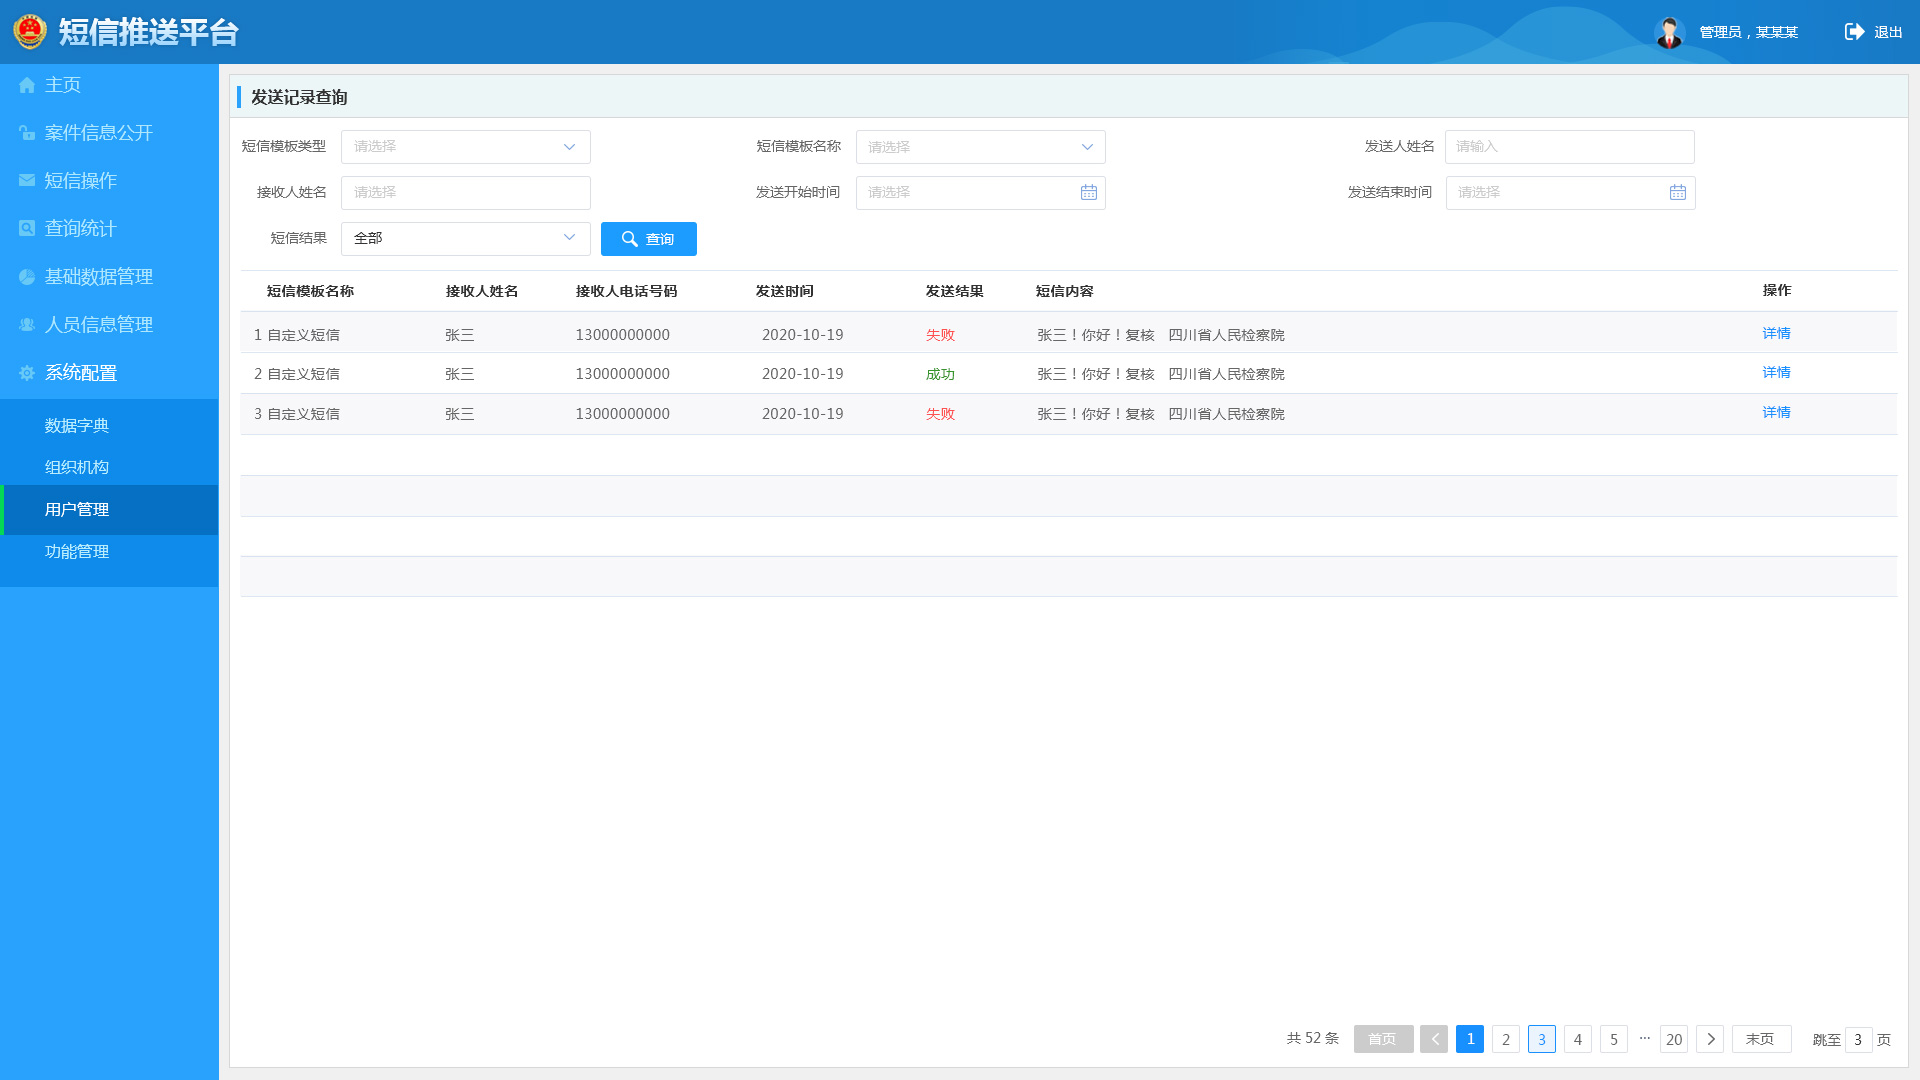 短信推送平台
管理员，某某某
退出
主页
案件信息公开
短信操作
查询统计
基础数据管理
人员信息管理
系统配置
数据字典
组织机构
用户管理
功能管理
发送记录查询
短信模板类型 请选择 短信模板名称 请选择 发送人姓名 请输入
接收人姓名 请选择 发送开始时间 请选择 发送结束时间 请选择
短信结果 全部 查询
短信模板名称 接收人姓名 接收人电话号码 发送时间 发送结果 短信内容 操作
1 自定义短信 张三 13000000000 2020-10-19 失败 张三！你好！复核 四川省人民检察院 详情
2 自定义短信 张三 13000000000 2020-10-19 成功 张三！你好！复核 四川省人民检察院 详情
3 自定义短信 张三 13000000000 2020-10-19 失败 张三！你好！复核 四川省人民检察院 详情
共 52 条 首页 1 2 3 4 5 ··· 20 末页 跳至 3 页